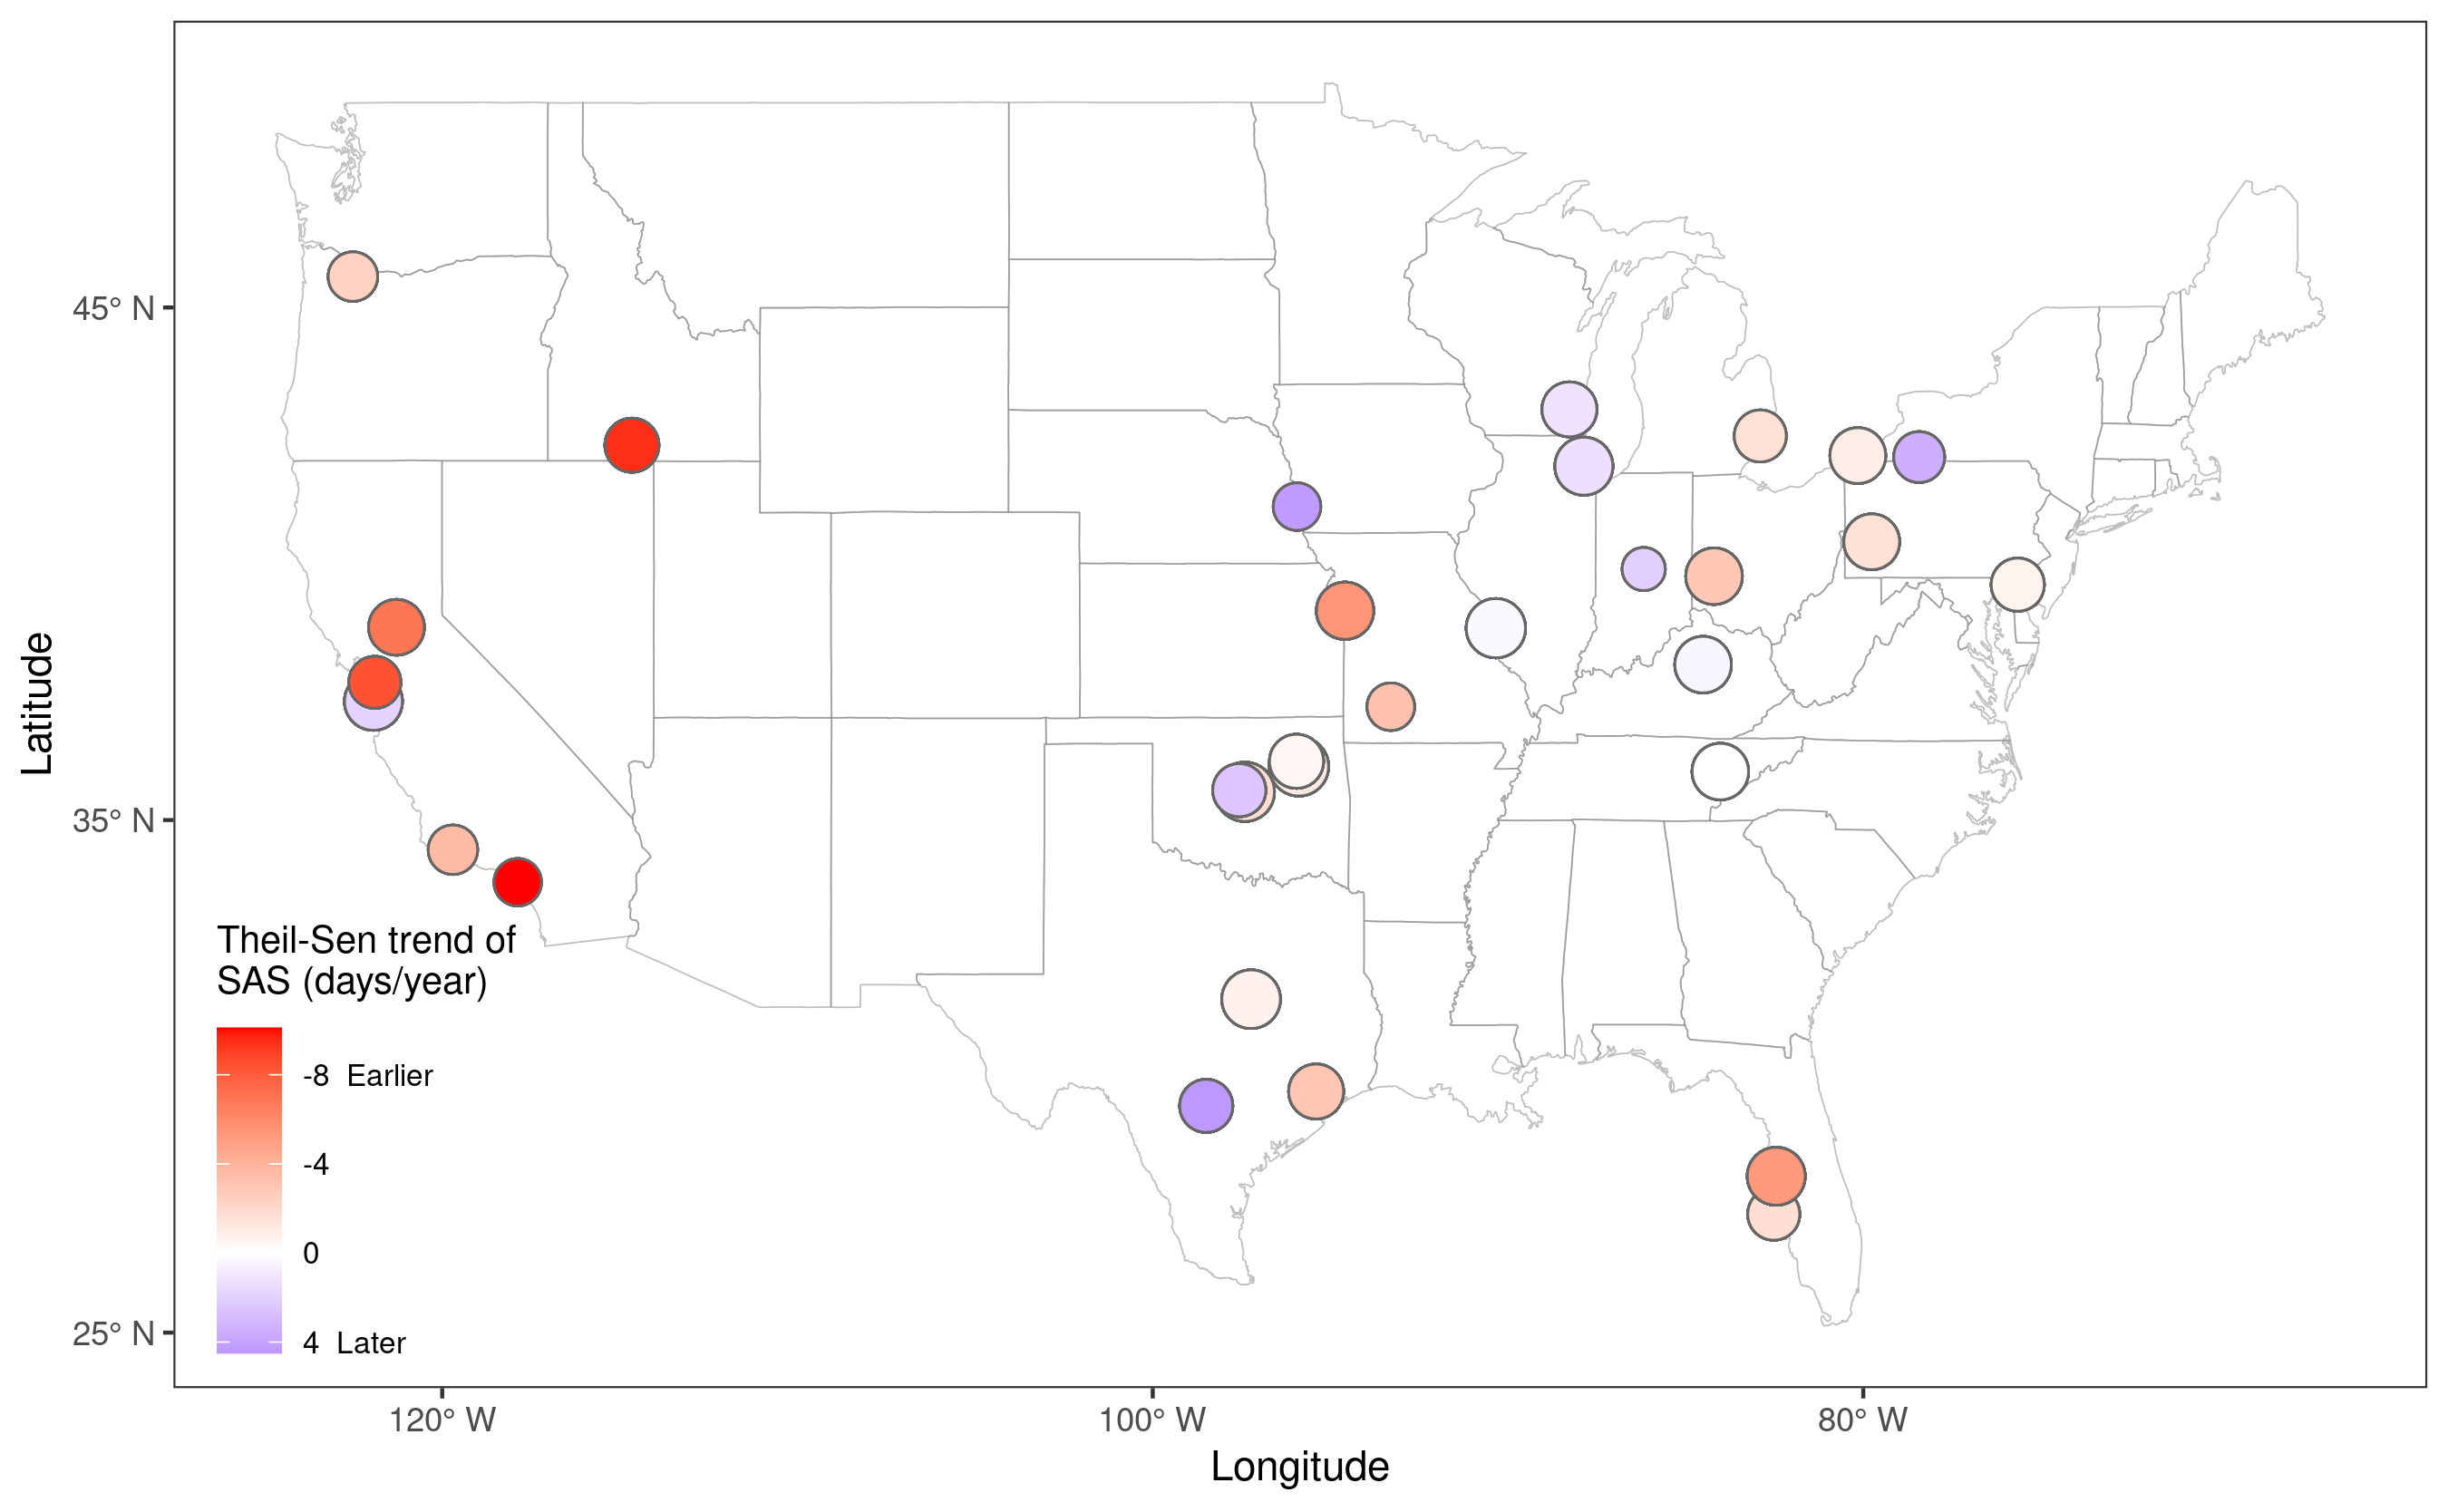 45° N
35° N
25° N
Latitude
Theil-Sen trend of
SAS (days/year)
-8 Earlier
-4
0
4 Later
120° W
100° W
80° W
Longitude